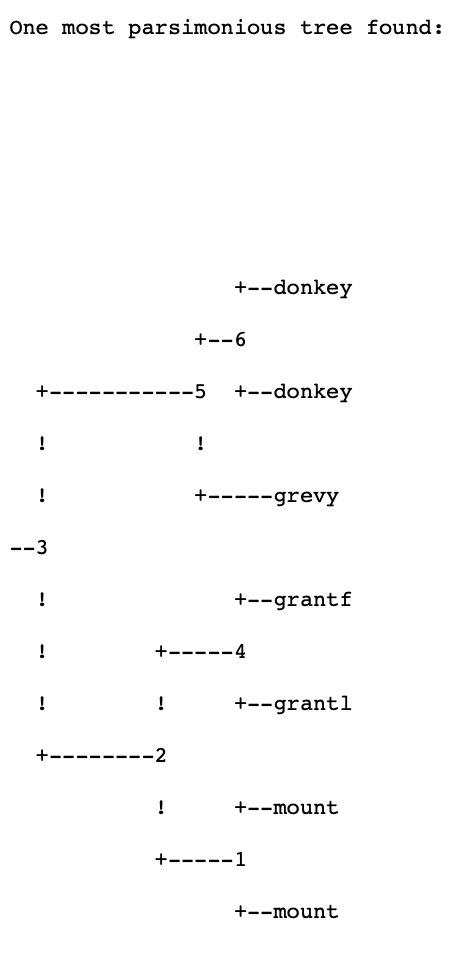 One most parsimonious tree found:
                 +--donkey
              +--6
  +-----------5  +--donkey
  !           !
  !           +-----grevy
--3
  !              +--grantf
  !        +-----4
  !        !     +--grantl
  +--------2
           !     +--mount
           +-----1
                 +--mount